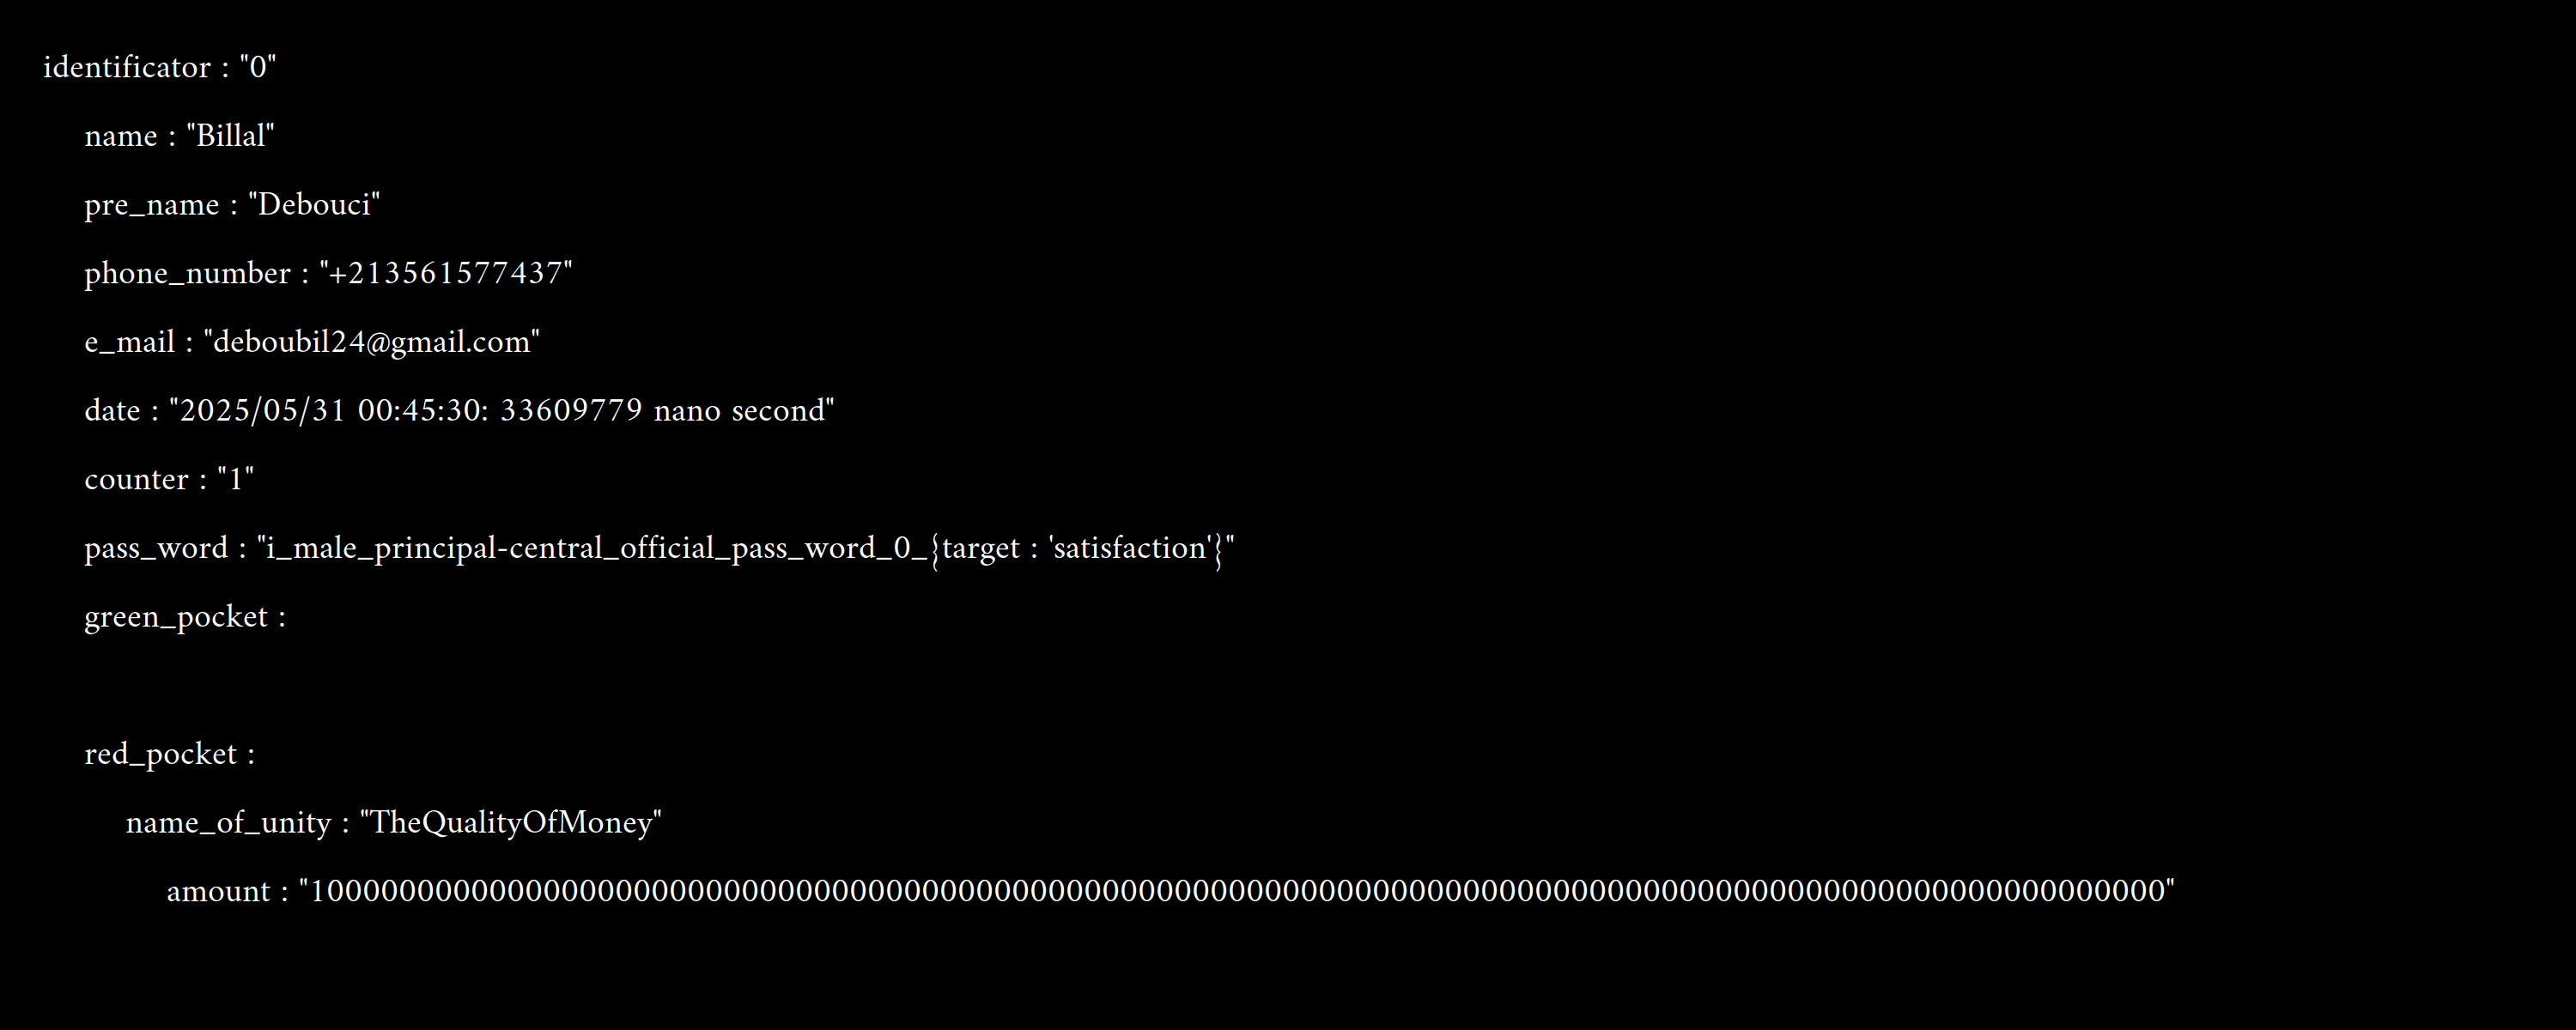 identificator : "0"
name : "Billal"
pre_name : "Debouci"
phone_number : "+213561577437"
e_mail : "deboubil24@gmail.com"
date : "2025/05/31 00:45:30: 33609779 nano second"
counter : "1"
pass_word : "i_male_principal-central_official_pass_word_0_{target : 'satisfaction'}"
green_pocket :
red_pocket :
name_of_unity : "TheQualityOfMoney"
amount : "1000000000000000000000000000000000000000000000000000000000000000000000000000000000000000000000000000000"